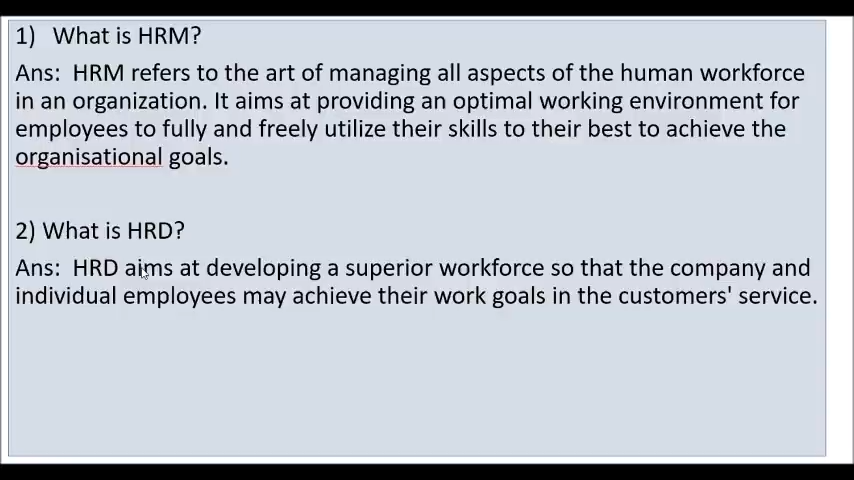 1) What is HRM?
Ans: HRM refers to the art of managing all aspects of the human workforce
in an organization. It aims at providing an optimal working environment for
employees to fully and freely utilize their skills to their best to achieve the
organisational goals.
2) What is HRD?
Ans: HRD aims at developing a superior workforce so that the company and
individual employees may achieve their work goals in the customers' service.